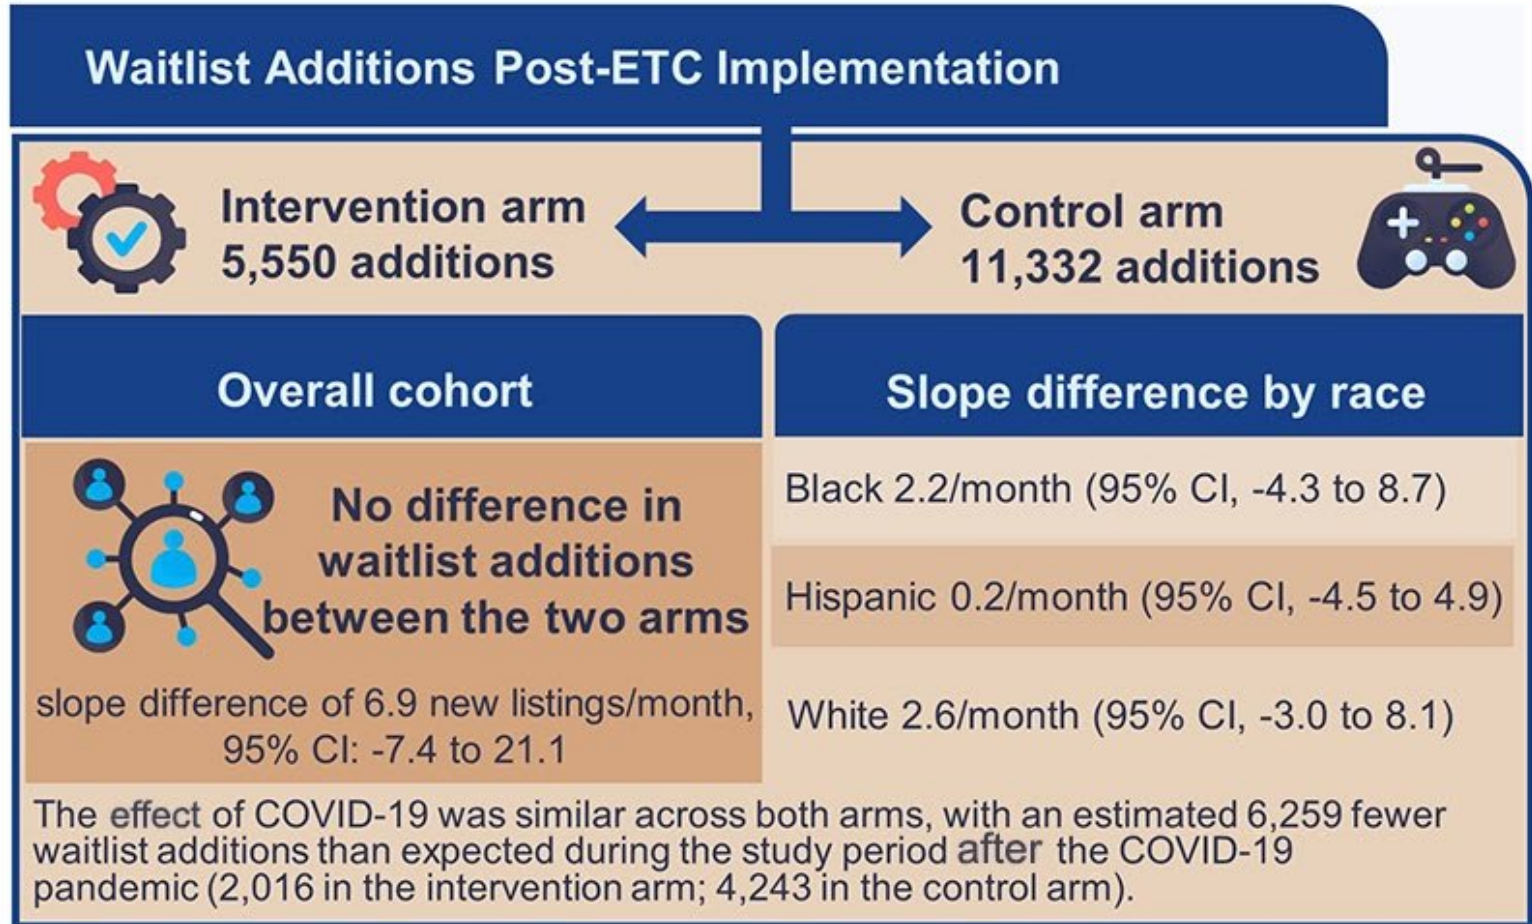 Waitlist Additions Post-ETC Implementation
Intervention arm
5,550 additions
Control arm
11,332 additions
Overall cohort
No difference in
waitlist additions
between the two arms
slope difference of 6.9 new listings/month,
95% CI: -7.4 to 21.1
Slope difference by race
Black 2.2/month (95% CI, -4.3 to 8.7)
Hispanic 0.2/month (95% CI, -4.5 to 4.9)
White 2.6/month (95% CI, -3.0 to 8.1)
The effect of COVID-19 was similar across both arms, with an estimated 6,259 fewer
waitlist additions than expected during the study period after the COVID-19
pandemic (2,016 in the intervention arm; 4,243 in the control arm).